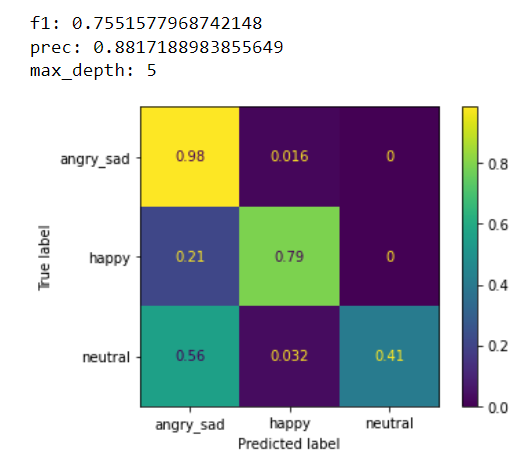 f1: 0.7551577968742148
prec: 0.8817188983855649
max_depth: 5
angry_sad 0.98 0.016 0
happy 0.21 0.79 0
neutral 0.56 0.032 0.41
angry_sad happy neutral
Predicted label
True label
0.8
0.6
0.4
0.2
0.0